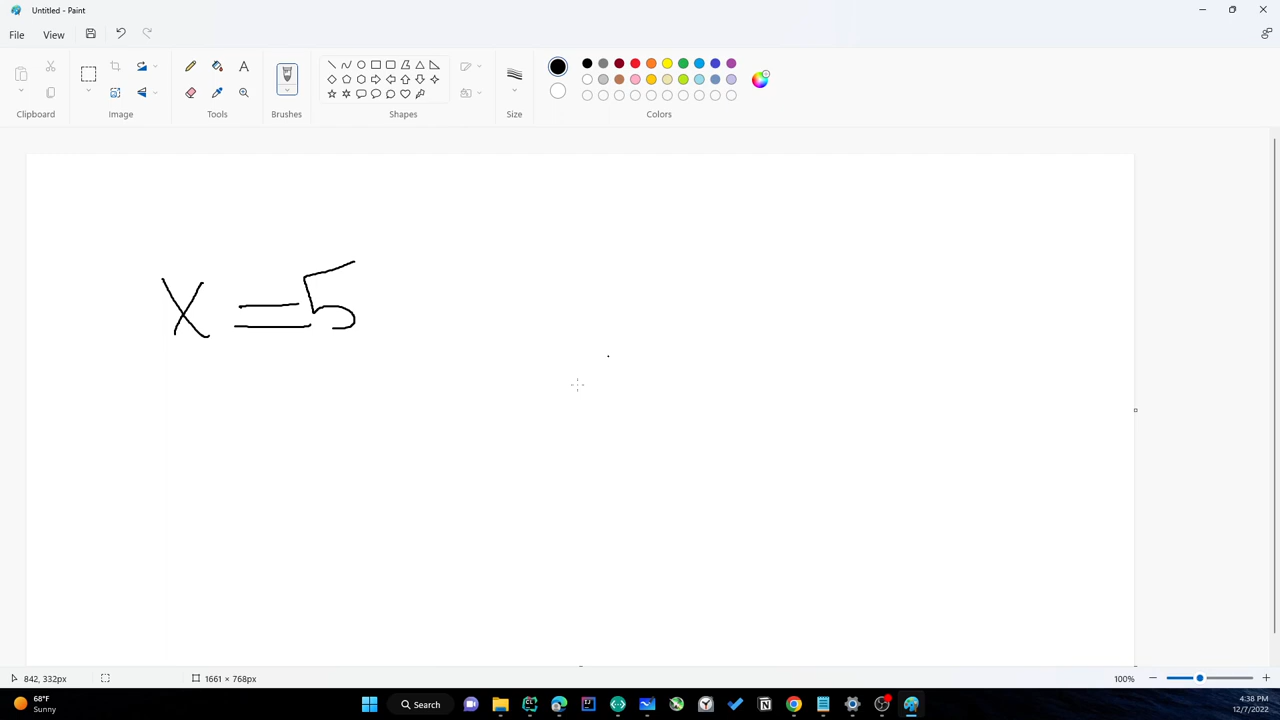 Untitled - Paint
File View
Clipboard Image Tools Brushes Shapes Size Colors
X = 5
842, 332px 1661 × 768px 100%
68°F
Sunny
Search
4:38 PM
12/7/2022